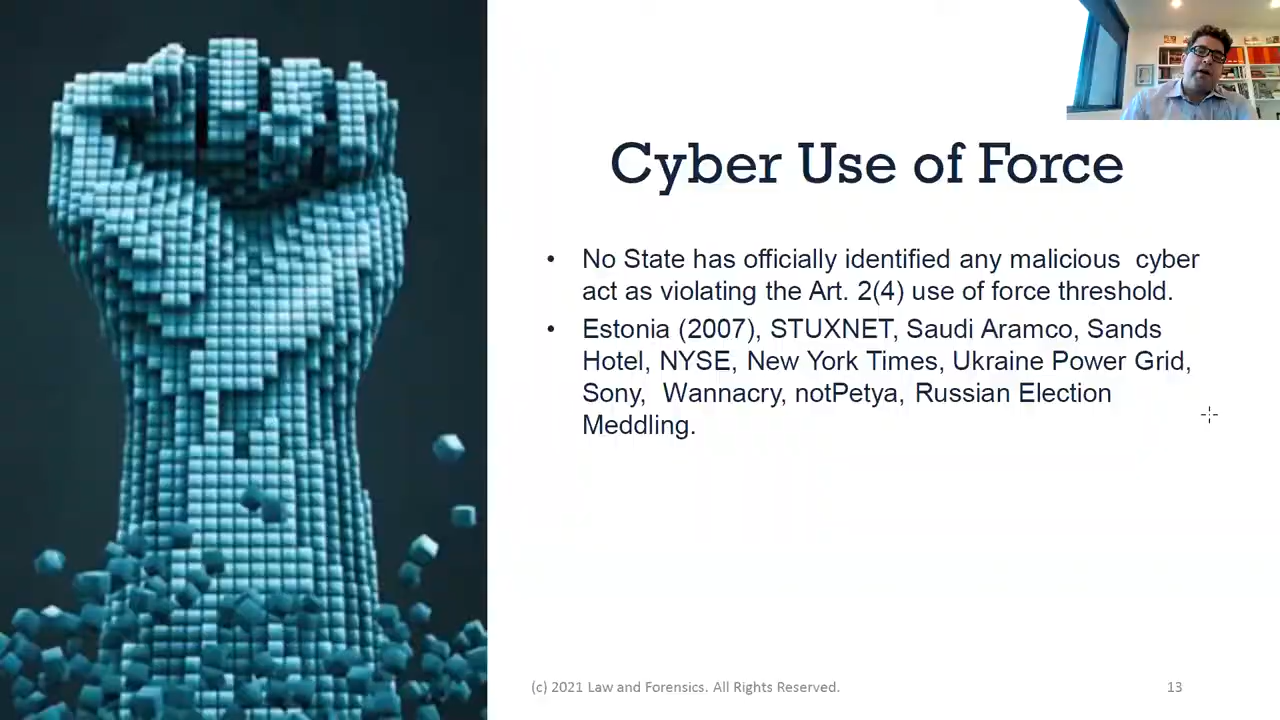 Cyber Use of Force
• No State has officially identified any malicious  cyber
act as violating the Art. 2(4) use of force threshold.
• Estonia (2007), STUXNET, Saudi Aramco, Sands
Hotel, NYSE, New York Times, Ukraine Power Grid,
Sony,  Wannacry, notPetya, Russian Election
Meddling.
(c) 2021 Law and Forensics. All Rights Reserved.
13